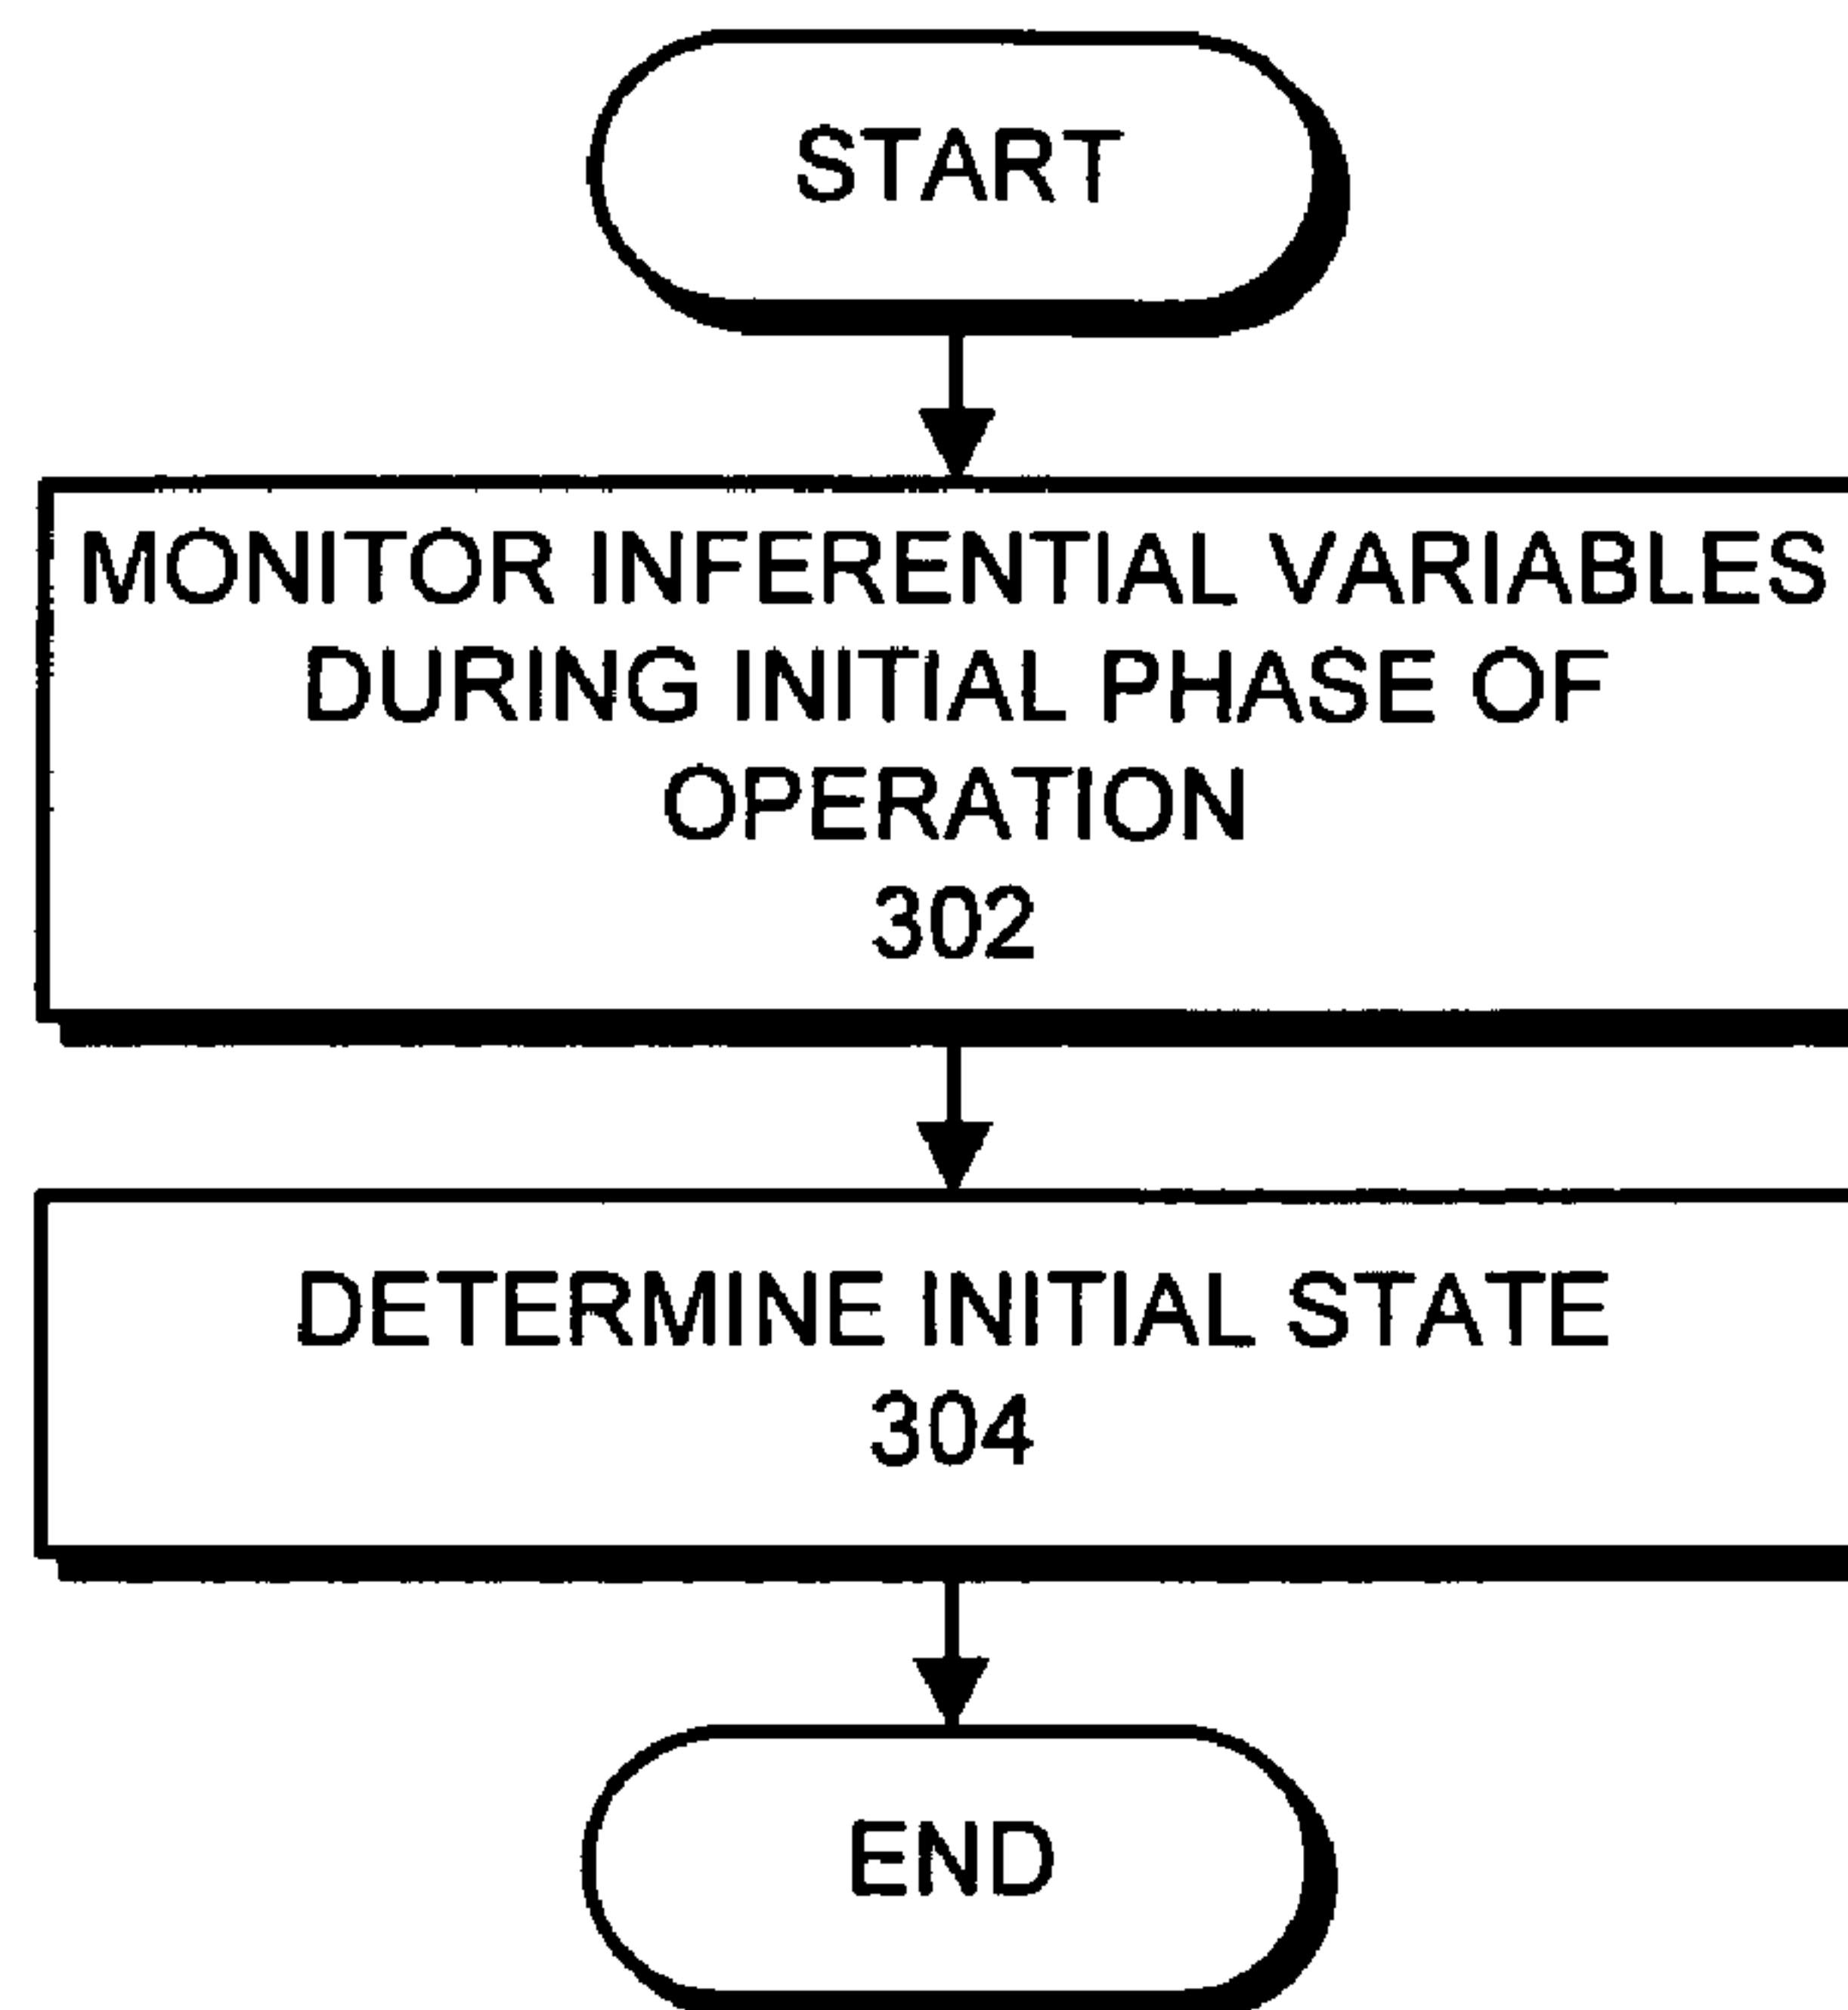 START
MONITOR INFERENTIAL VARIABLES
DURING INITIAL PHASE OF
OPERATION
302
DETERMINE INITIAL STATE
304
END